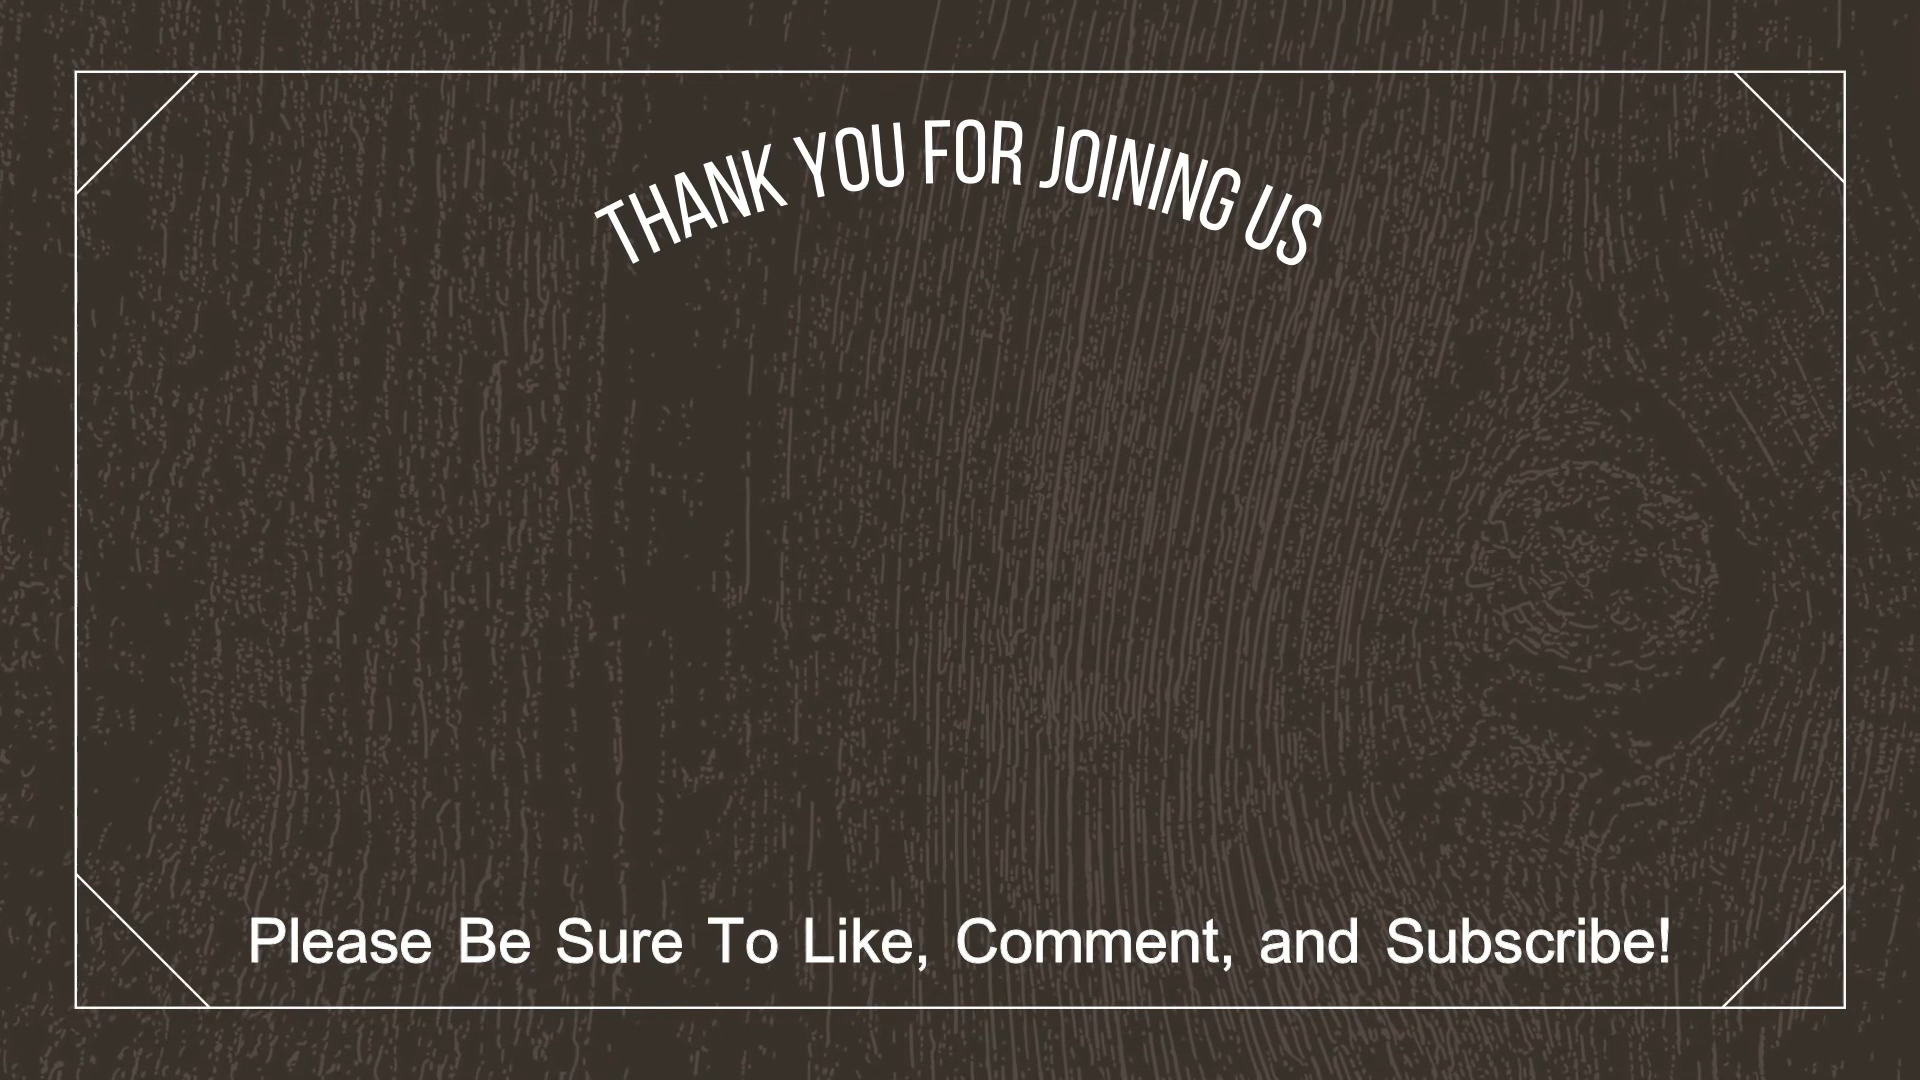 THANK YOU FOR JOINING US
Please Be Sure To Like, Comment, and Subscribe!